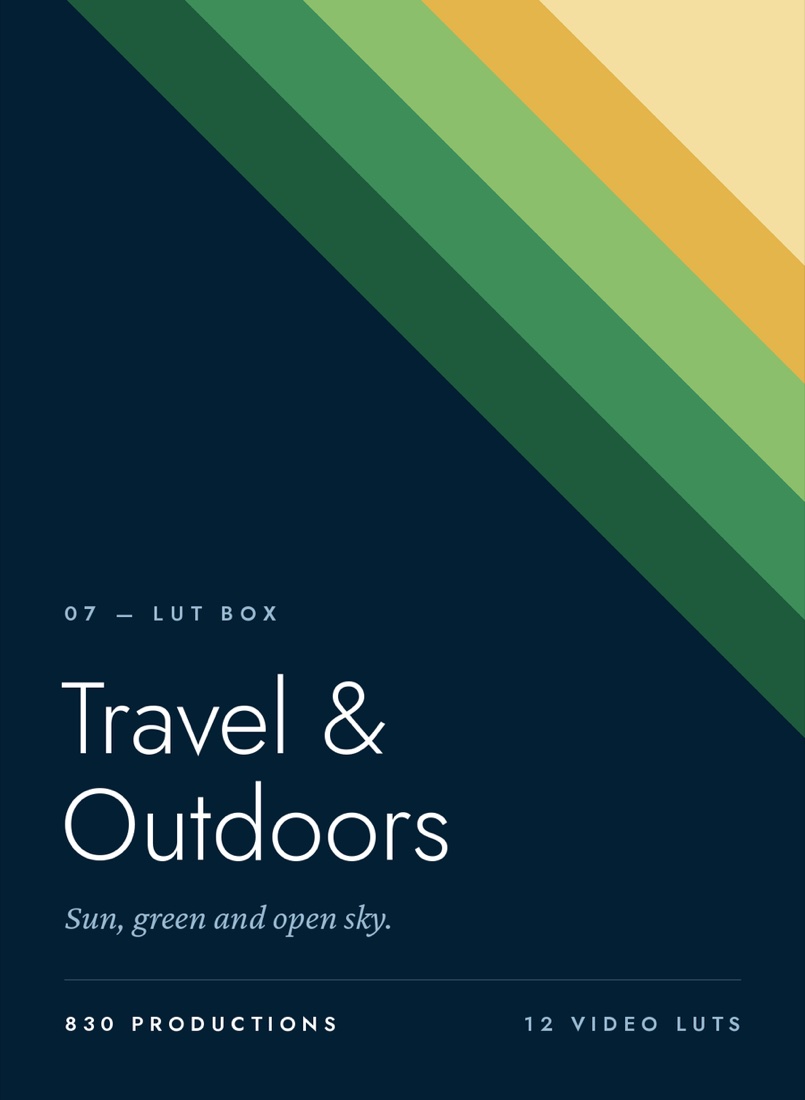 07 — LUT BOX
Travel &
Outdoors
Sun, green and open sky.
830 PRODUCTIONS
12 VIDEO LUTS